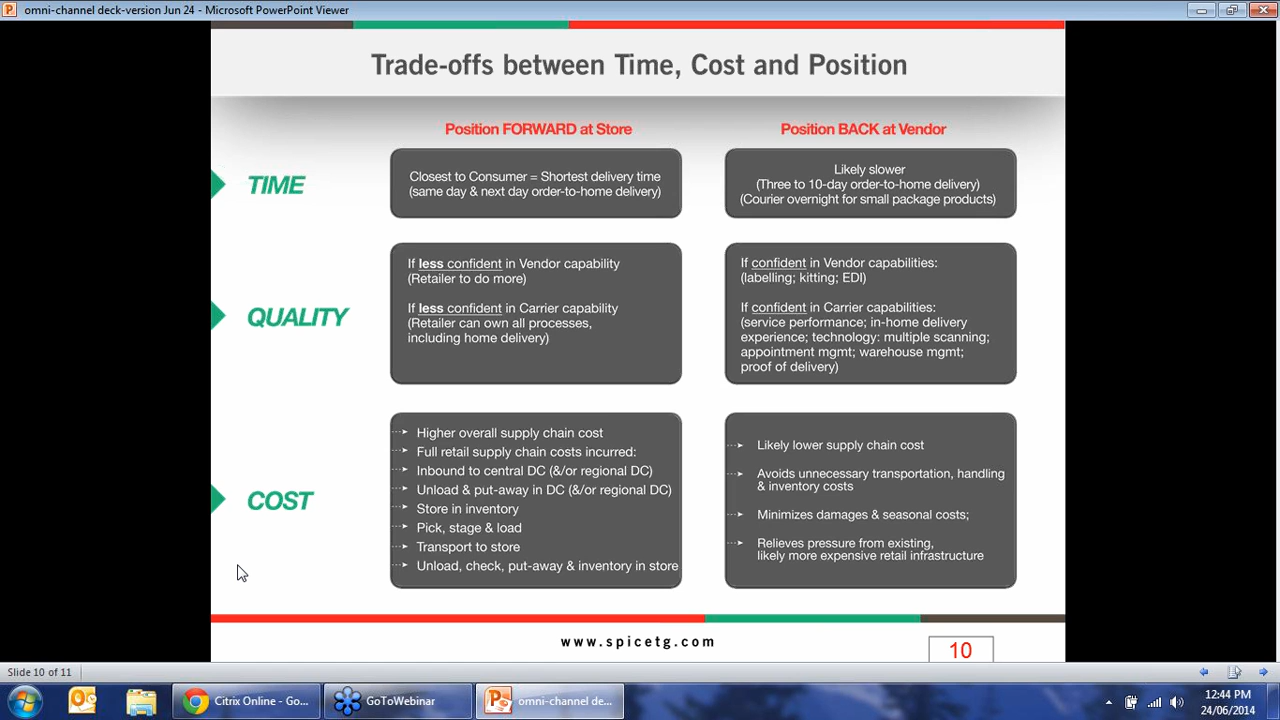 omni-channel deck-version Jun 24 - Microsoft PowerPoint Viewer
Trade-offs between Time, Cost and Position
Position FORWARD at Store
Position BACK at Vendor
TIME
Closest to Consumer = Shortest delivery time
(same day & next day order-to-home delivery)
Likely slower
(Three to 10-day order-to-home delivery)
(Courier overnight for small package products)
QUALITY
If less confident in Vendor capability
(Retailer to do more)
If less confident in Carrier capability
(Retailer can own all processes,
including home delivery)
If confident in Vendor capabilities:
(labelling; kitting; EDI)
If confident in Carrier capabilities:
(service performance; in-home delivery
experience; technology: multiple scanning;
appointment mgmt; warehouse mgmt;
proof of delivery)
COST
Higher overall supply chain cost
Full retail supply chain costs incurred:
Inbound to central DC (&/or regional DC)
Unload & put-away in DC (&/or regional DC)
Store in inventory
Pick, stage & load
Transport to store
Unload, check, put-away & inventory in store
Likely lower supply chain cost
Avoids unnecessary transportation, handling
& inventory costs
Minimizes damages & seasonal costs;
Relieves pressure from existing,
likely more expensive retail infrastructure
www.spicetg.com
10
Slide 10 of 11
Citrix Online - Go...
GoToWebinar
omni-channel de...
12:44 PM
24/06/2014